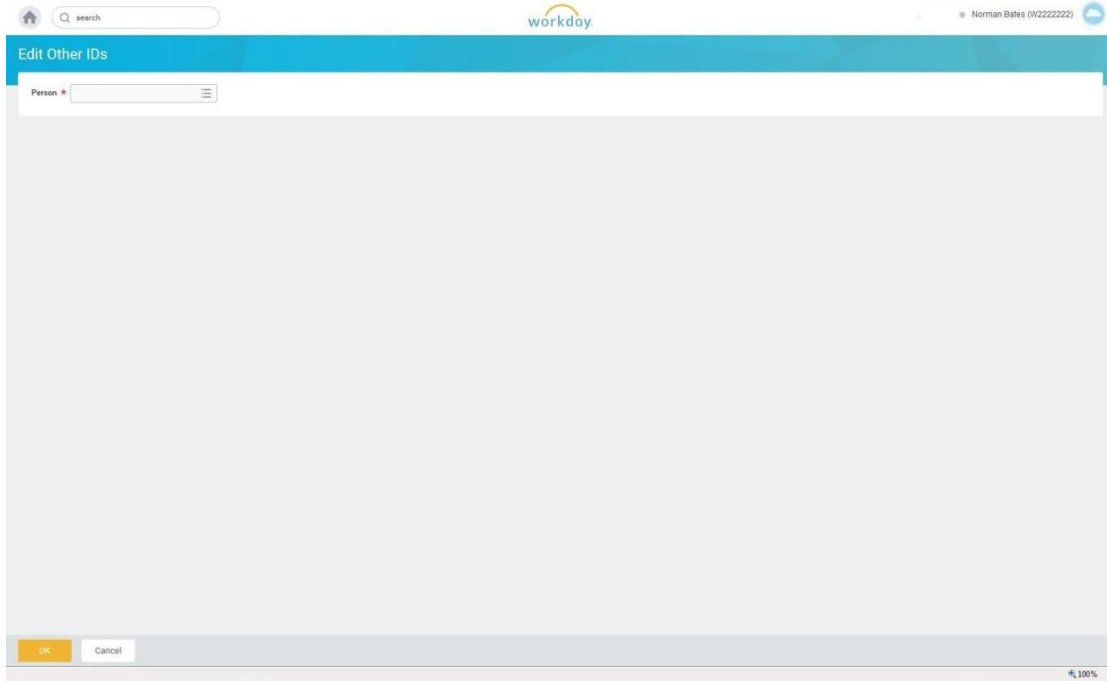 search
workday.
Norman Bates (W2222222)
Edit Other IDs
Person *
OK
Cancel
100%